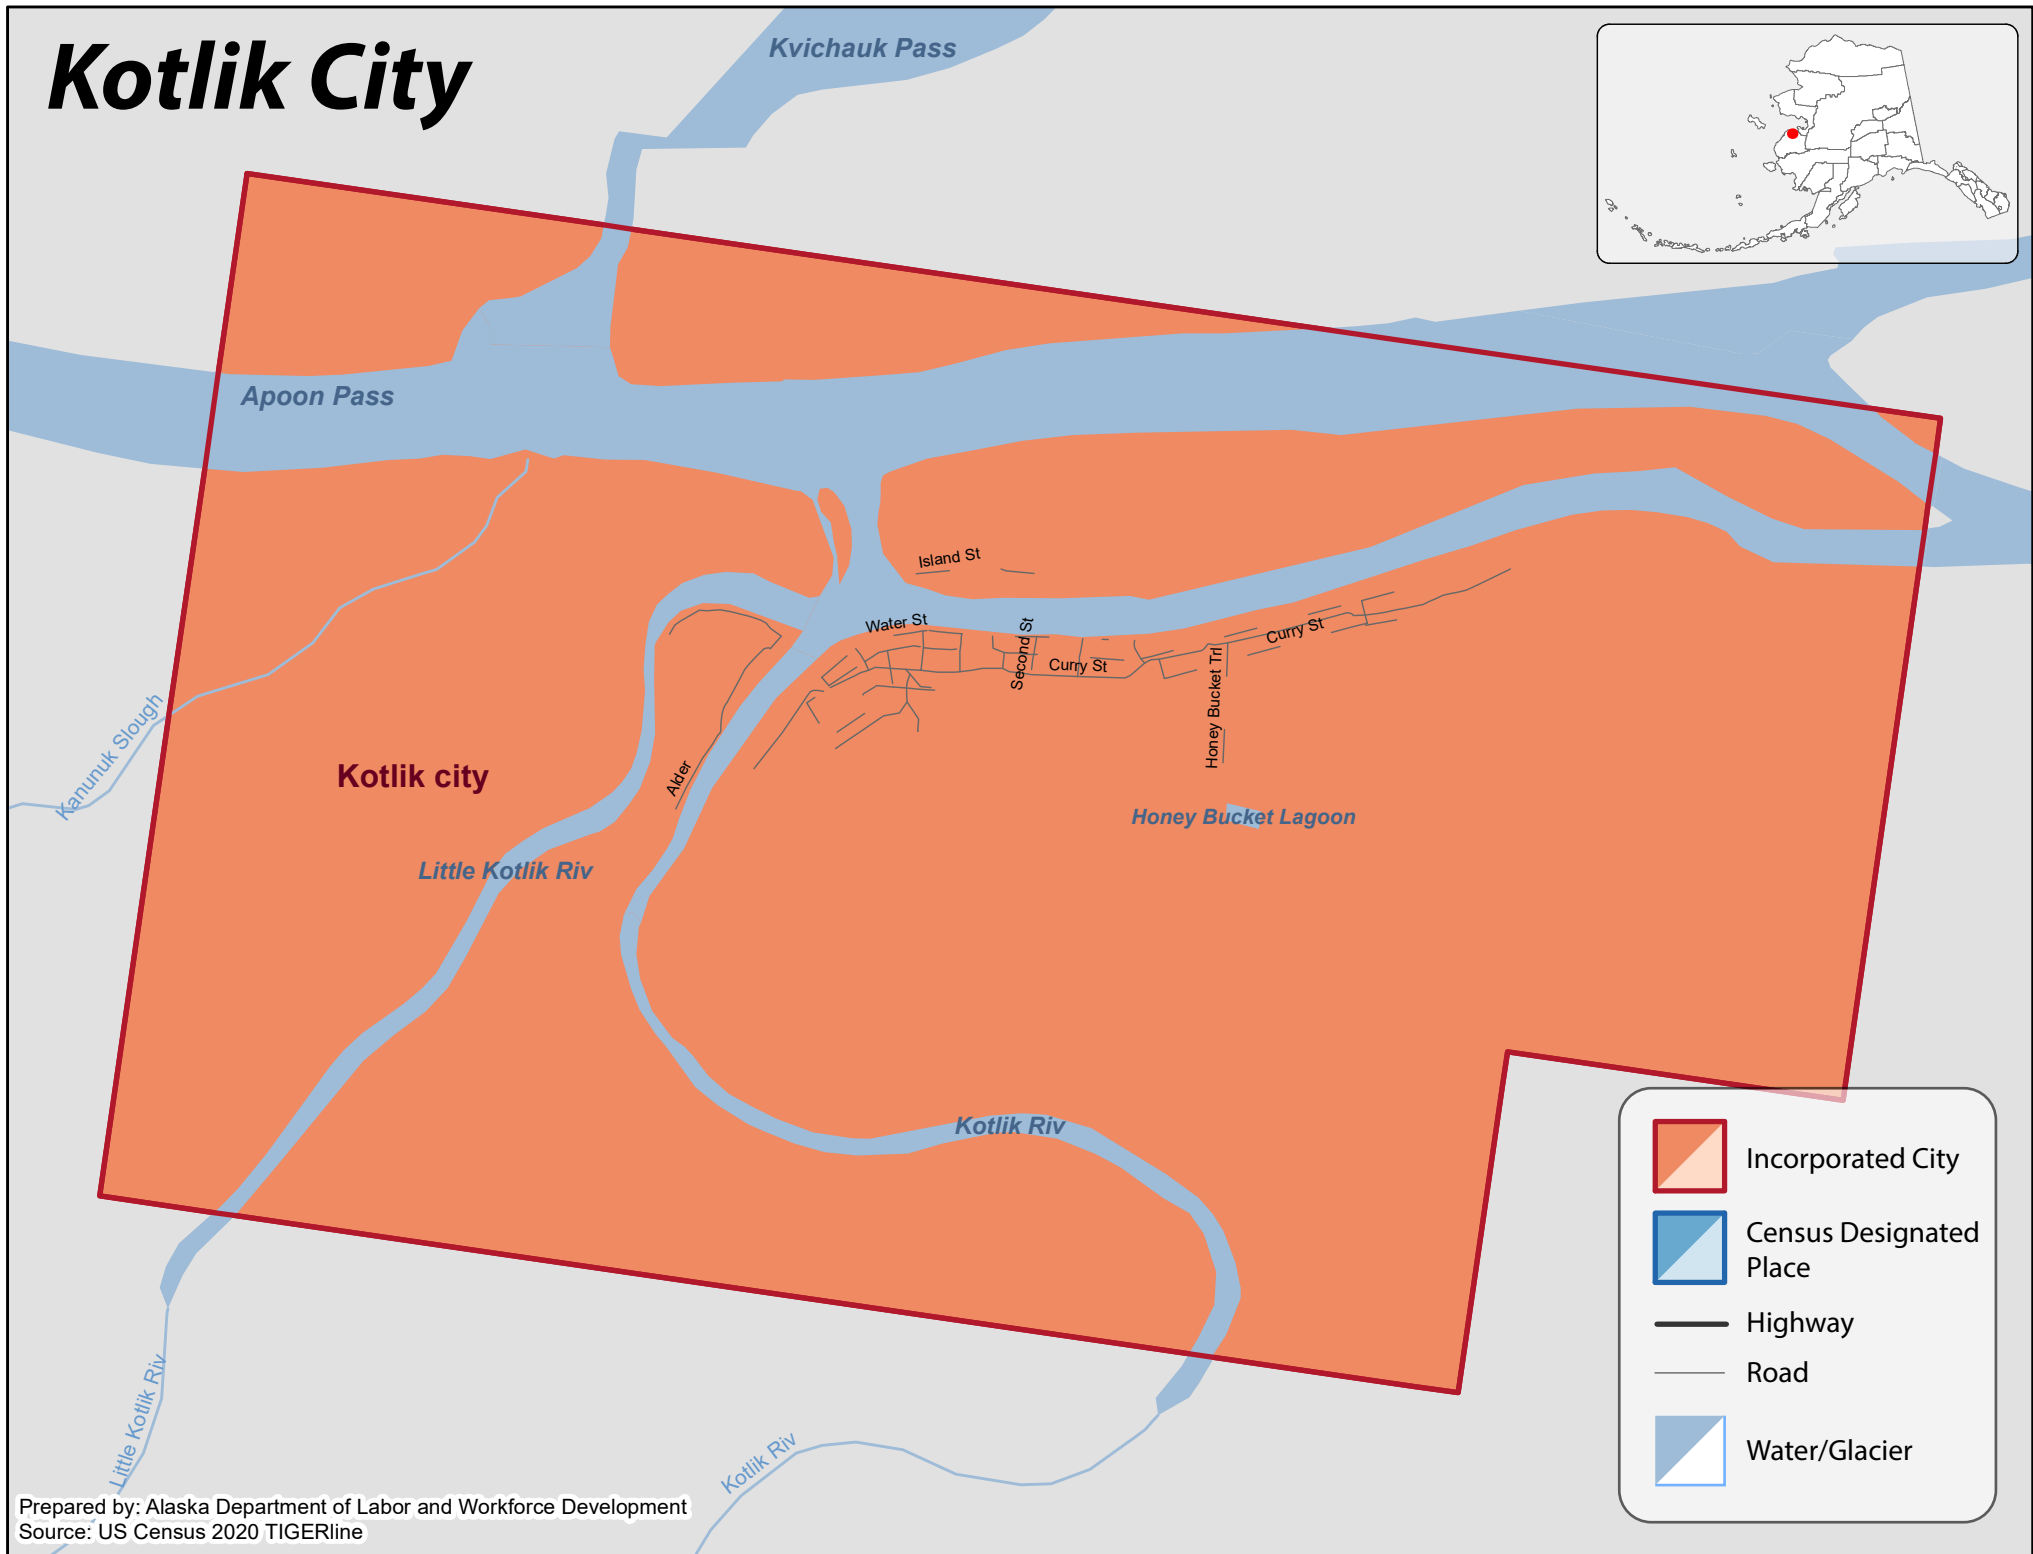 Kotlik City
Kvichauk Pass
Apoon Pass
Island St
Water St
Second St
Curry St
Curry St
Honey Bucket Trl
Alder
Kanunuk Slough
Kotlik city
Honey Bucket Lagoon
Little Kotlik Riv
Kotlik Riv
Little Kotlik Riv
Kotlik Riv
Incorporated City
Census Designated
Place
Highway
Road
Water/Glacier
Prepared by: Alaska Department of Labor and Workforce Development
Source: US Census 2020 TIGERline